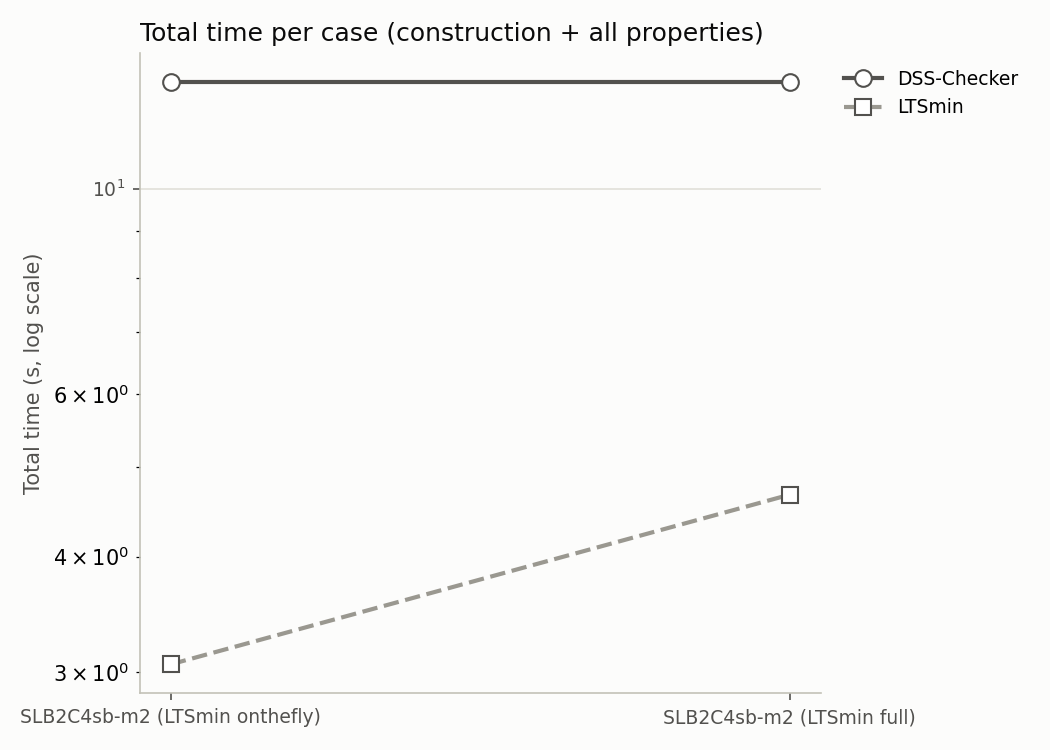 Total time per case (construction + all properties)
DSS-Checker
LTSmin
Total time (s, log scale)
10¹
6 × 10⁰
4 × 10⁰
3 × 10⁰
SLB2C4sb-m2 (LTSmin onthefly)
SLB2C4sb-m2 (LTSmin full)